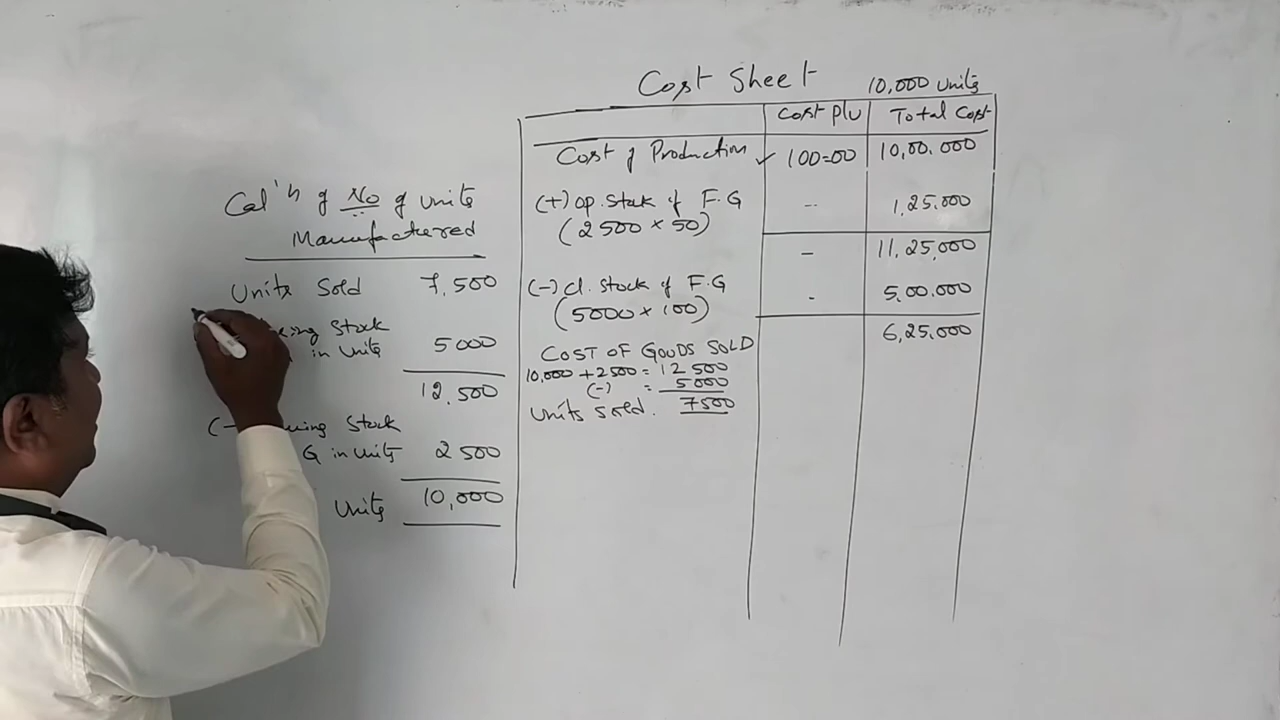 Cost Sheet
10,000 units
Cost p/u Total Cost
Cost of Production ✓ 100=00 10,00,000
(+) op. Stock of F.G - 1,25,000
(2500 × 50)
- 11,25,000
(-) Cl. Stock of F.G - 5,00,000
(5000 × 100)
6,25,000
COST OF GOODS SOLD
10,000 + 2500 = 12 500
(-) = 5000
Units sold. 7500
Cal'n of No of units
Manufactured
Units Sold 7,500
Stock
in units 5000
12,500
(-) Stock
G in units 2500
Units 10,000